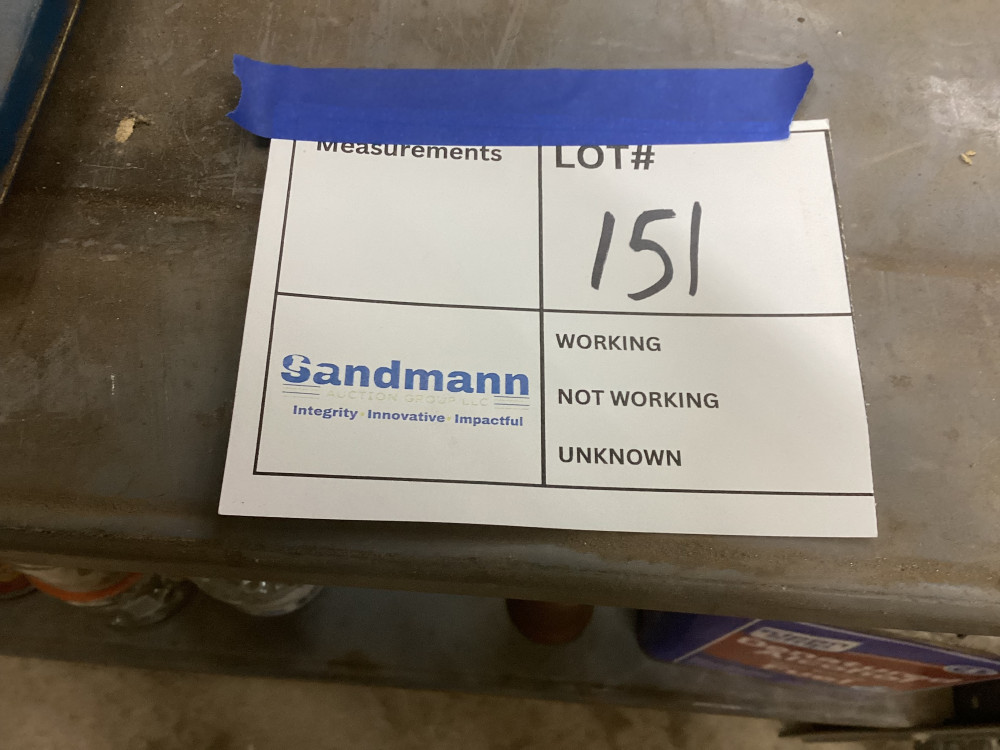 Measurements
LOT#
151
Sandmann
AUCTION GROUP LLC
Integrity Innovative Impactful
WORKING
NOT WORKING
UNKNOWN